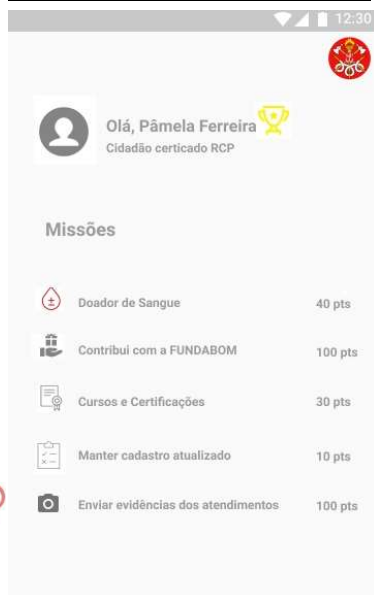 12:30
Olá, Pâmela Ferreira
Cidadão certicado RCP
Missões
Doador de Sangue 40 pts
Contribui com a FUNDABOM 100 pts
Cursos e Certificações 30 pts
Manter cadastro atualizado 10 pts
Enviar evidências dos atendimentos 100 pts